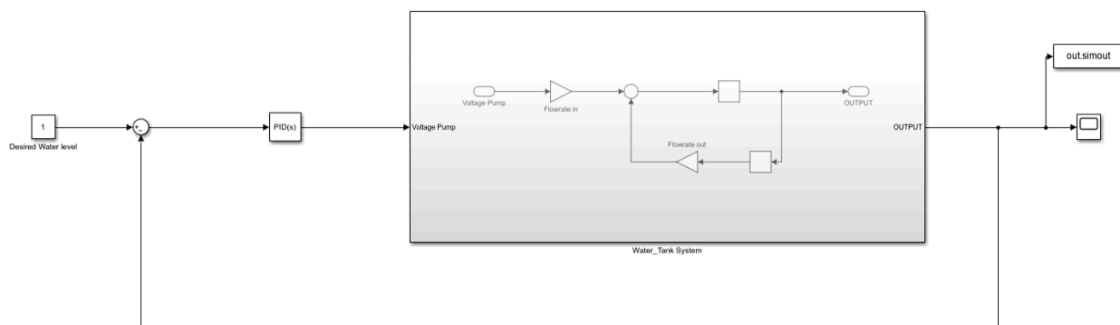 out.simout
Voltage Pump
Flowrate in
OUTPUT
1
+
-
PID(s)
Voltage Pump
OUTPUT
Desired Water level
Flowrate out
Water_Tank System